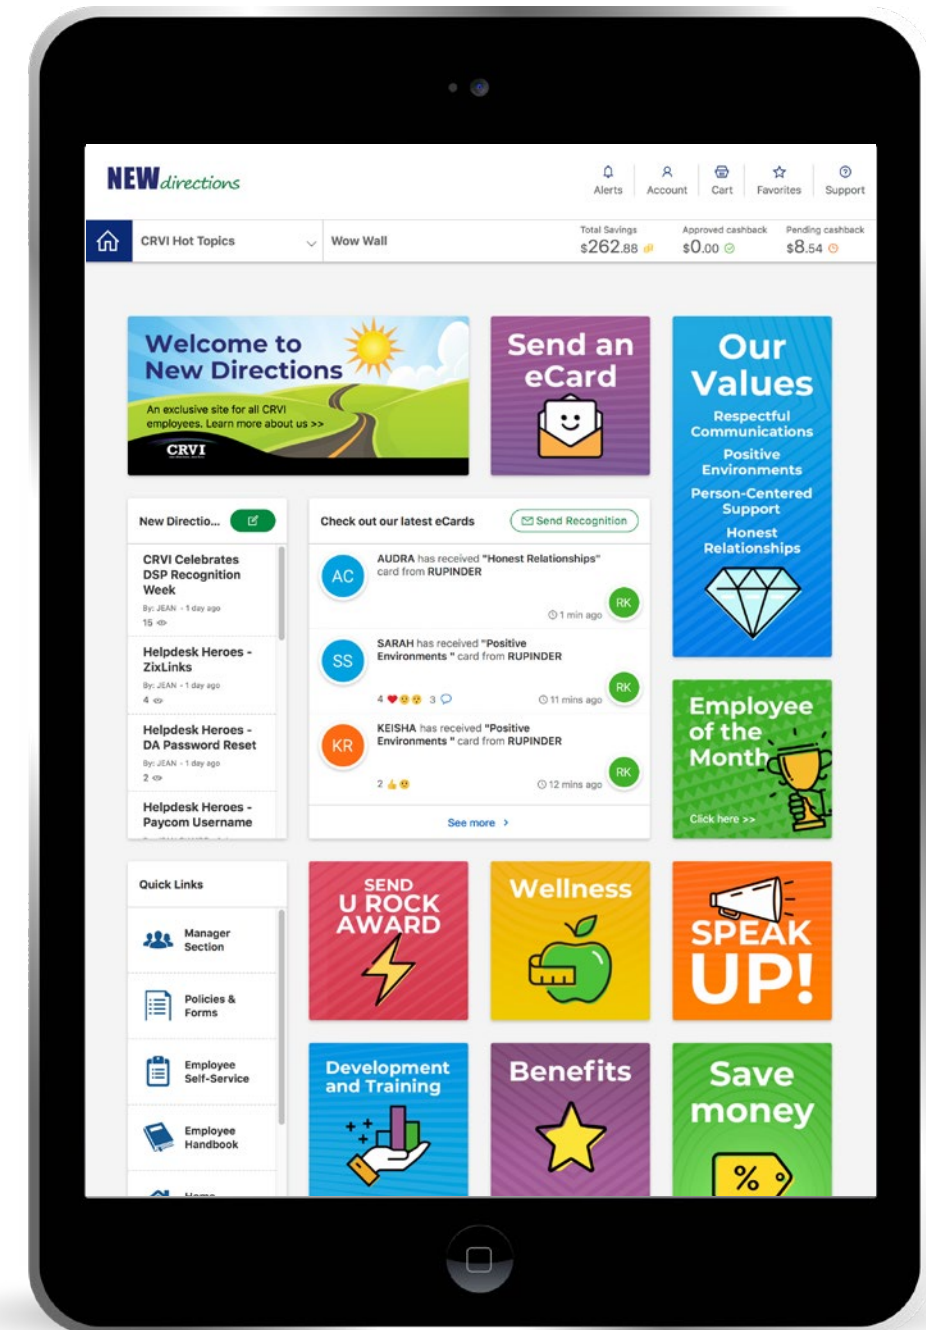 NEWdirections
Alerts
Account
Cart
Favorites
Support
CRVI Hot Topics
Wow Wall
Total Savings
$262.88
Approved cashback
$0.00
Pending cashback
$8.54
Welcome to
New Directions
An exclusive site for all CRVI
employees. Learn more about us >>
CRVI
Send an
eCard
Our
Values
Respectful
Communications
Positive
Environments
Person-Centered
Support
Honest
Relationships
New Directio...
CRVI Celebrates
DSP Recognition
Week
By: JEAN - 1 day ago
15
Helpdesk Heroes -
ZixLinks
By: JEAN - 1 day ago
4
Helpdesk Heroes -
DA Password Reset
By: JEAN - 1 day ago
2
Helpdesk Heroes -
Paycom Username
Check out our latest eCards
Send Recognition
AC
AUDRA has received "Honest Relationships"
card from RUPINDER
1 min ago
RK
SS
SARAH has received "Positive
Environments " card from RUPINDER
4 ❤
3
11 mins ago
RK
KR
KEISHA has received "Positive
Environments " card from RUPINDER
2 👍
12 mins ago
RK
See more >
Employee
of the
Month
Click here >>
Quick Links
Manager
Section
Policies &
Forms
Employee
Self-Service
Employee
Handbook
SEND
U ROCK
AWARD
Wellness
SPEAK
UP!
Development
and Training
Benefits
Save
money
%